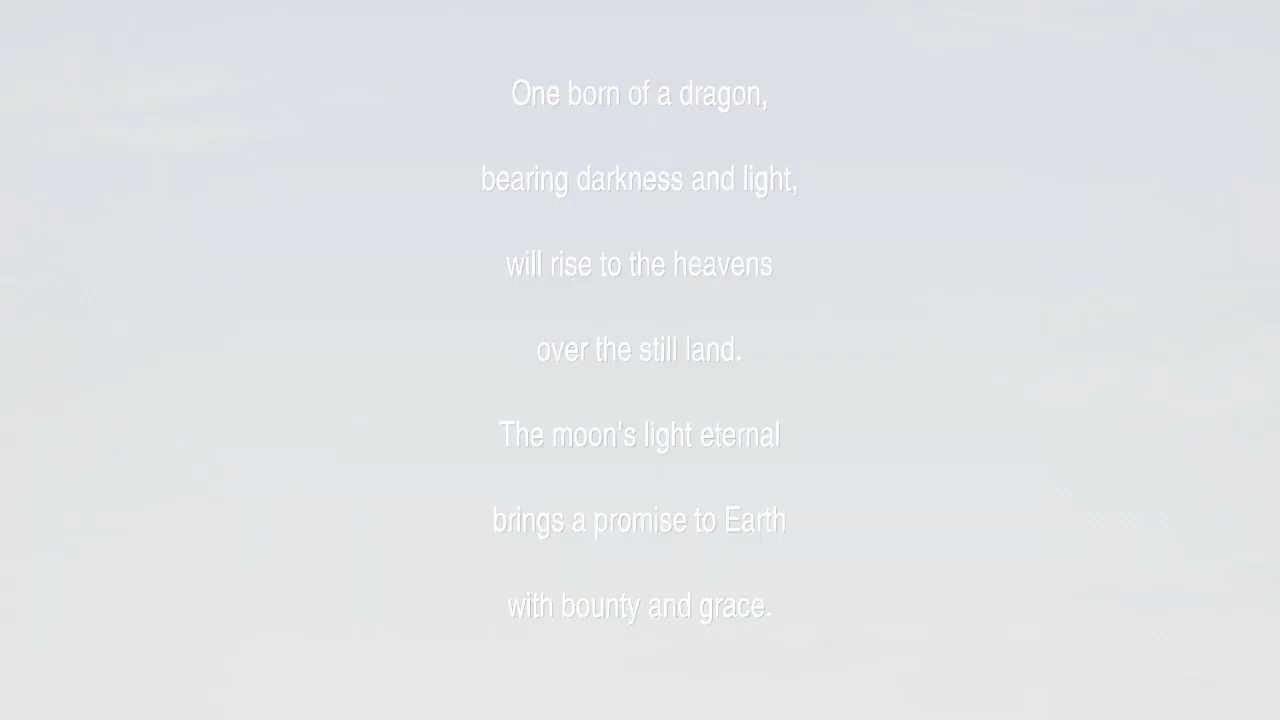 One born of a dragon,
bearing darkness and light,
will rise to the heavens
over the still land.
The moon’s light eternal
brings a promise to Earth
with bounty and grace.